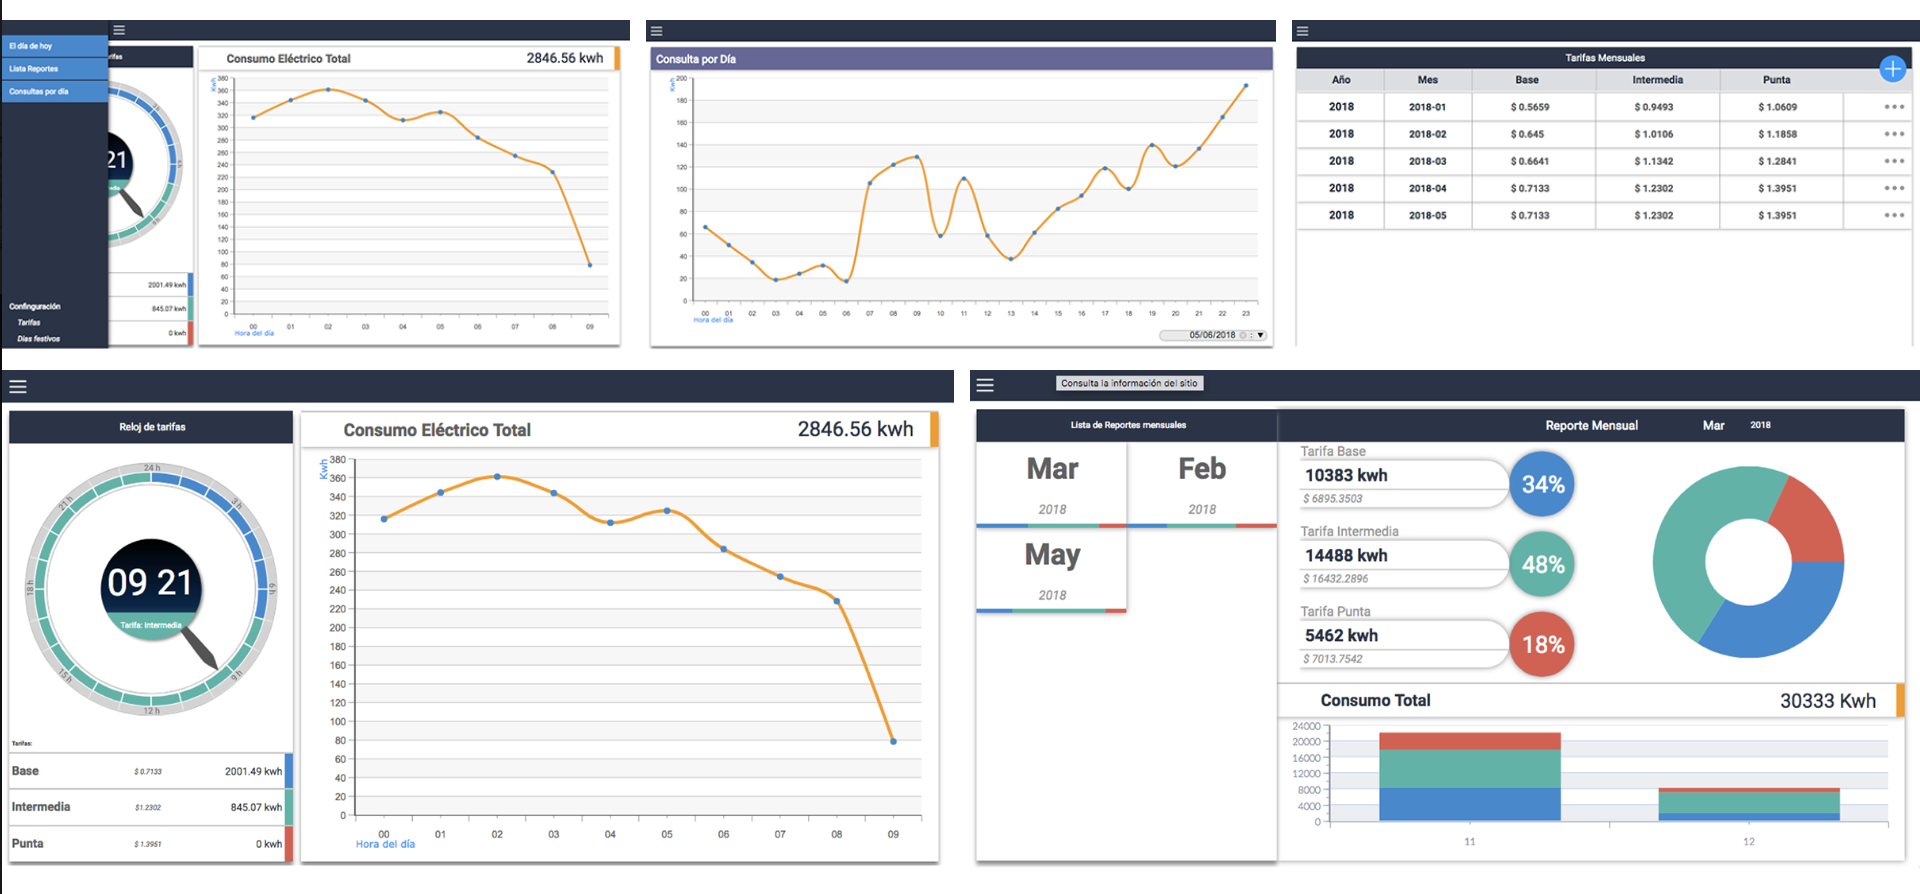 El día de hoy
Lista Reportes
Consultas por día
Confinguración
Tarifas
Dias festivos
rifas
21
2001.49 kwh
845.07 kwh
0 kwh
Consumo Eléctrico Total
2846.56 kwh
Kwh
380
360
340
320
300
280
260
240
220
200
180
160
140
120
100
80
60
40
20
0
00 01 02 03 04 05 06 07 08 09
Hora del día
Consulta por Día
Kwh
200
180
160
140
120
100
80
60
40
20
0
00 01 02 03 04 05 06 07 08 09 10 11 12 13 14 15 16 17 18 19 20 21 22 23
Hora del día
05/06/2018
Tarifas Mensuales
Año Mes Base Intermedia Punta
2018 2018-01 $ 0.5659 $ 0.9493 $ 1.0609
2018 2018-02 $ 0.645 $ 1.0106 $ 1.1858
2018 2018-03 $ 0.6641 $ 1.1342 $ 1.2841
2018 2018-04 $ 0.7133 $ 1.2302 $ 1.3951
2018 2018-05 $ 0.7133 $ 1.2302 $ 1.3951
Reloj de tarifas
24 h
3 h
6 h
9 h
12 h
15 h
18 h
21 h
09 21
Tarifa: Intermedia
Tarifas:
Base $ 0.7133 2001.49 kwh
Intermedia $1.2302 845.07 kwh
Punta $ 1.3951 0 kwh
Consumo Eléctrico Total
2846.56 kwh
Kwh
380
360
340
320
300
280
260
240
220
200
180
160
140
120
100
80
60
40
20
0
00 01 02 03 04 05 06 07 08 09
Hora del día
Consulta la información del sitio
Lista de Reportes mensuales
Mar
2018
Feb
2018
May
2018
Reporte Mensual Mar 2018
Tarifa Base
10383 kwh
$ 6895.3503
34%
Tarifa Intermedia
14488 kwh
$ 16432.2896
48%
Tarifa Punta
5462 kwh
$ 7013.7542
18%
Consumo Total
30333 Kwh
24000
20000
16000
12000
8000
4000
0
11 12